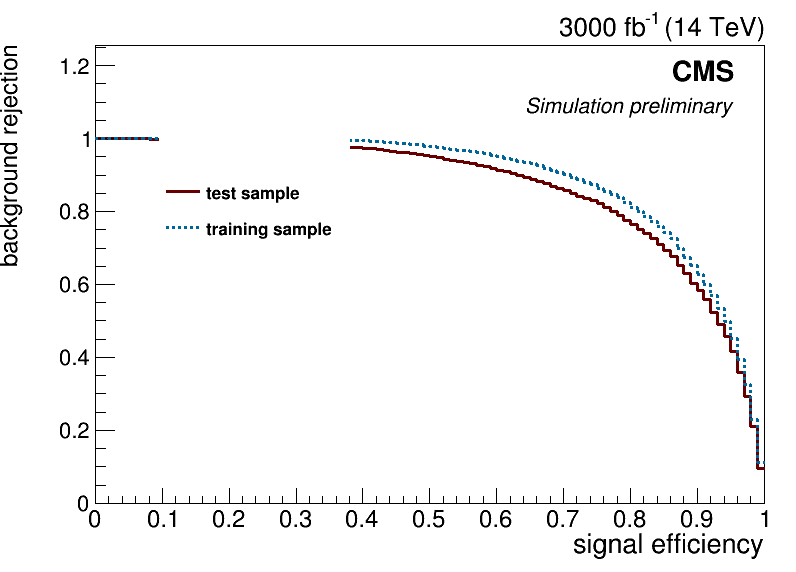 3000 fb-1 (14 TeV)
CMS
Simulation preliminary
background rejection
1.2
1
0.8
0.6
0.4
0.2
0
test sample
training sample
0 0.1 0.2 0.3 0.4 0.5 0.6 0.7 0.8 0.9 1
signal efficiency